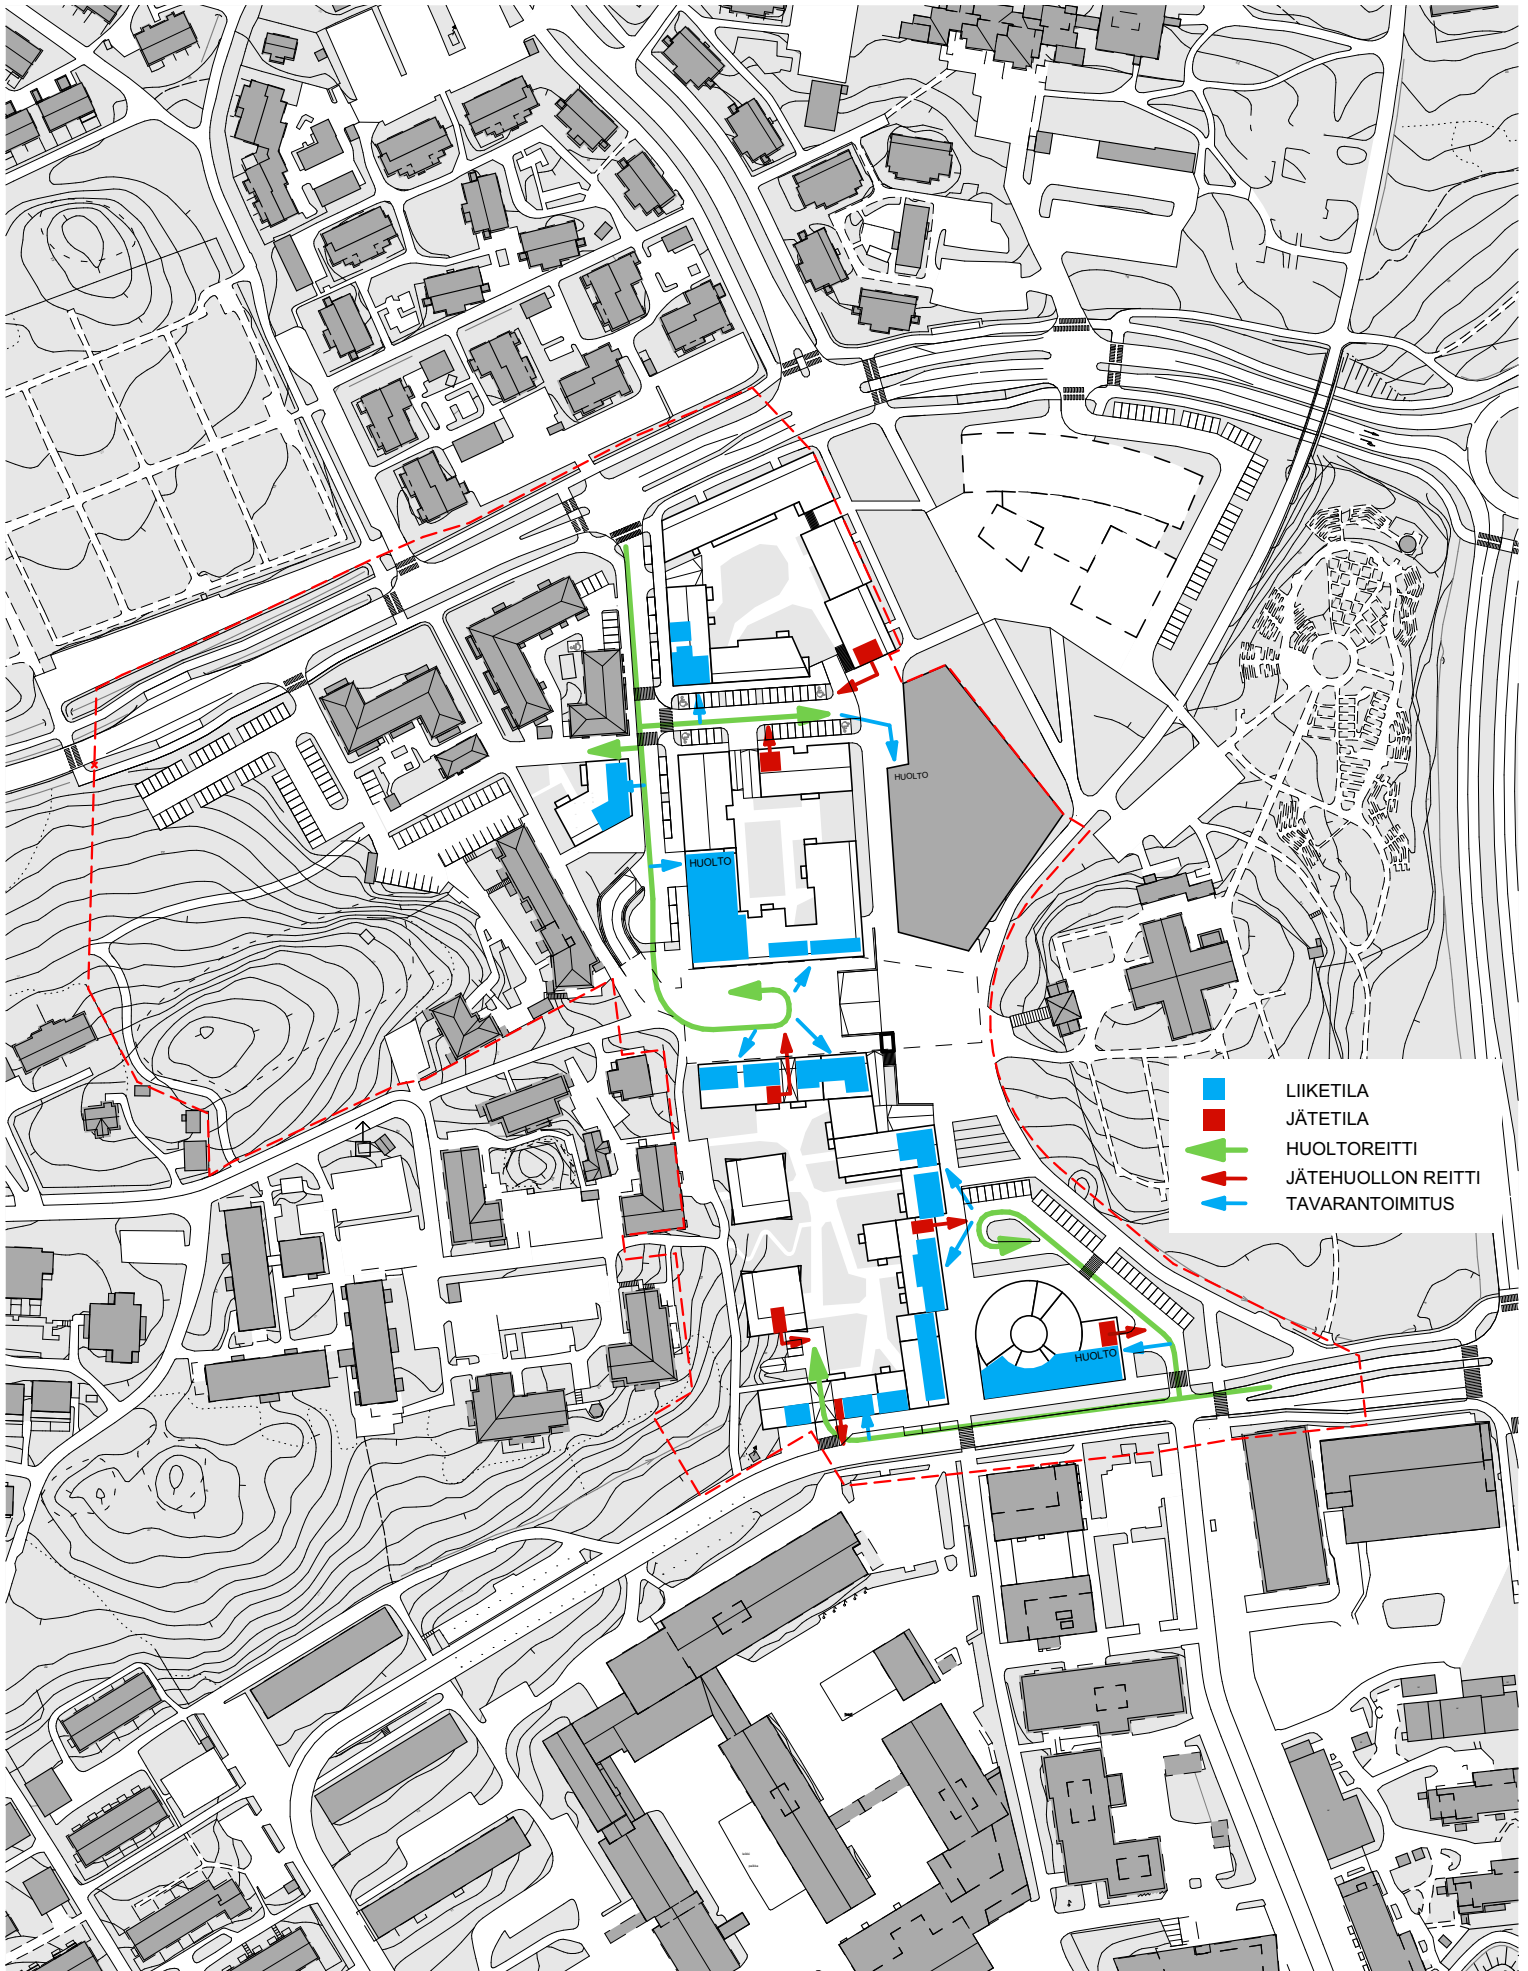 HUOLTO
HUOLTO
LIIKETILA
JÄTETILA
HUOLTOREITTI
JÄTEHUOLLON REITTI
TAVARANTOIMITUS
HUOLTO